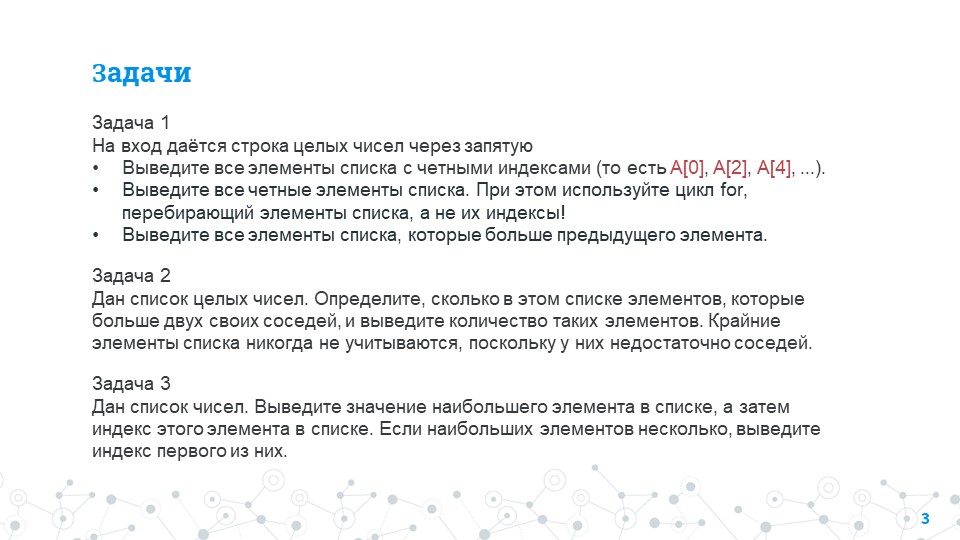 Задачи
Задача 1
На вход даётся строка целых чисел через запятую
• Выведите все элементы списка с четными индексами (то есть A[0], A[2], A[4], ...).
• Выведите все четные элементы списка. При этом используйте цикл for,
перебирающий элементы списка, а не их индексы!
• Выведите все элементы списка, которые больше предыдущего элемента.
Задача 2
Дан список целых чисел. Определите, сколько в этом списке элементов, которые
больше двух своих соседей, и выведите количество таких элементов. Крайние
элементы списка никогда не учитываются, поскольку у них недостаточно соседей.
Задача 3
Дан список чисел. Выведите значение наибольшего элемента в списке, а затем
индекс этого элемента в списке. Если наибольших элементов несколько, выведите
индекс первого из них.
3